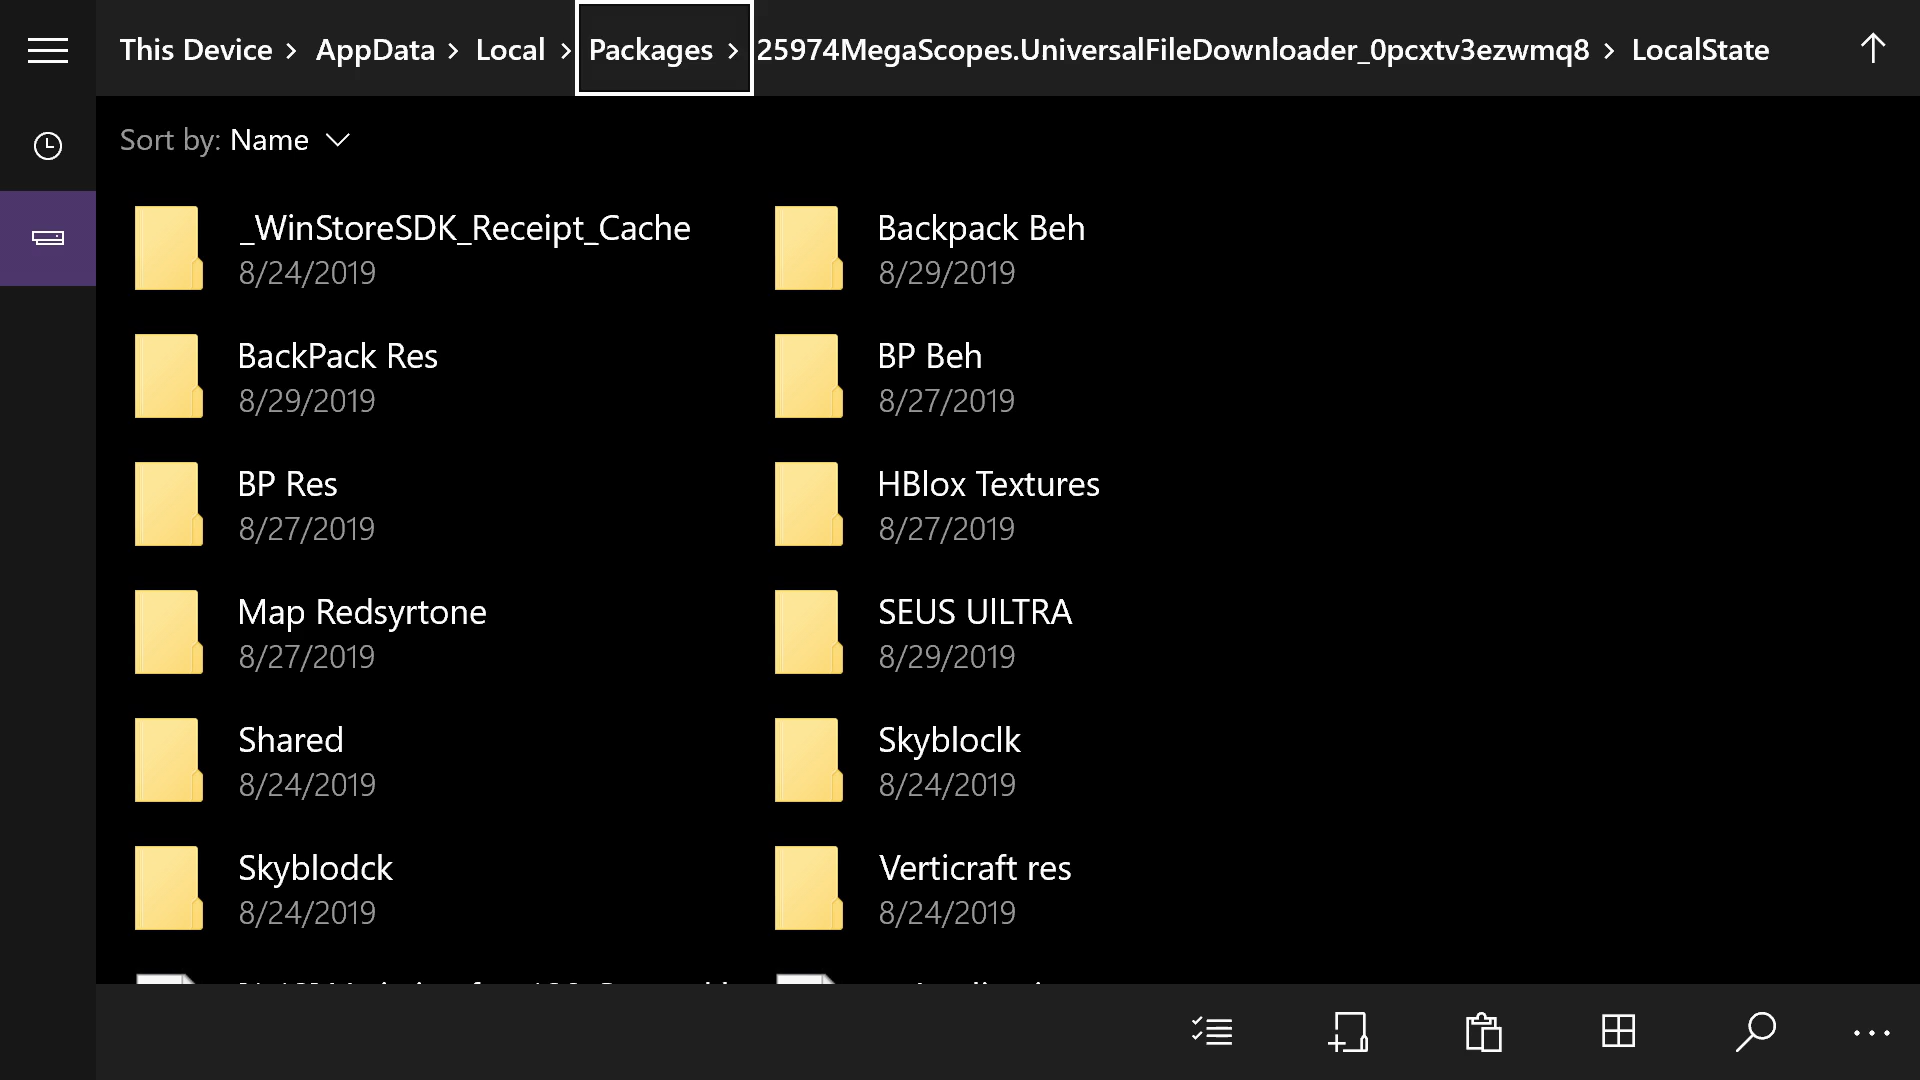 This Device > AppData > Local > Packages > 25974MegaScopes.UniversalFileDownloader_0pcxtv3ezwmq8 > LocalState
Sort by: Name
_WinStoreSDK_Receipt_Cache
8/24/2019
Backpack Beh
8/29/2019
BackPack Res
8/29/2019
BP Beh
8/27/2019
BP Res
8/27/2019
HBlox Textures
8/27/2019
Map Redsyrtone
8/27/2019
SEUS UlLTRA
8/29/2019
Shared
8/24/2019
Skybloclk
8/24/2019
Skyblodck
8/24/2019
Verticraft res
8/24/2019